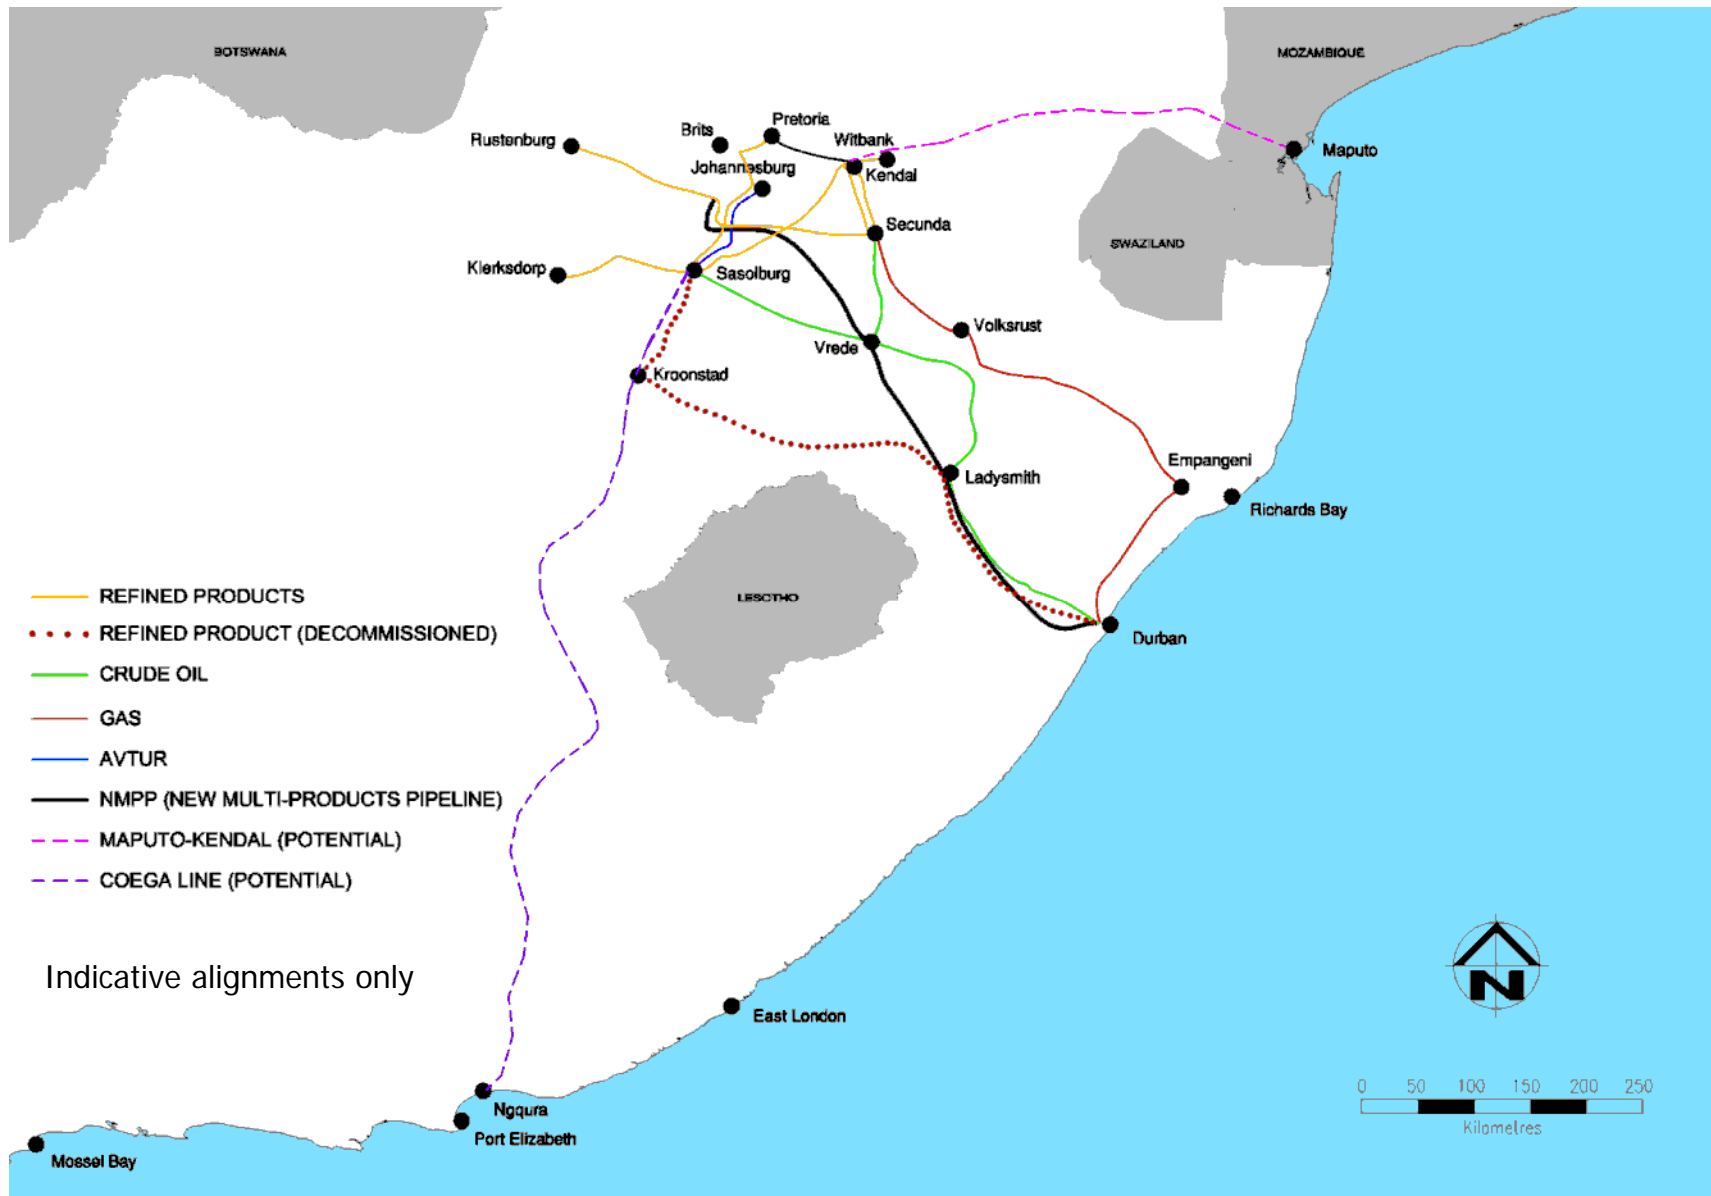 BOTSWANA
MOZAMBIQUE
Pretoria
Brits
Witbank
Rustenburg
Maputo
Johannesburg
Kendal
Secunda
SWAZILAND
Klerksdorp
Sasolburg
Volksrust
Vrede
Kroonstad
Empangeni
Ladysmith
Richards Bay
LESOTHO
Durban
REFINED PRODUCTS
REFINED PRODUCT (DECOMMISSIONED)
CRUDE OIL
GAS
AVTUR
NMPP (NEW MULTI-PRODUCTS PIPELINE)
MAPUTO-KENDAL (POTENTIAL)
COEGA LINE (POTENTIAL)
Indicative alignments only
N
East London
0 50 100 150 200 250
Kilometres
Ngqura
Port Elizabeth
Mossel Bay